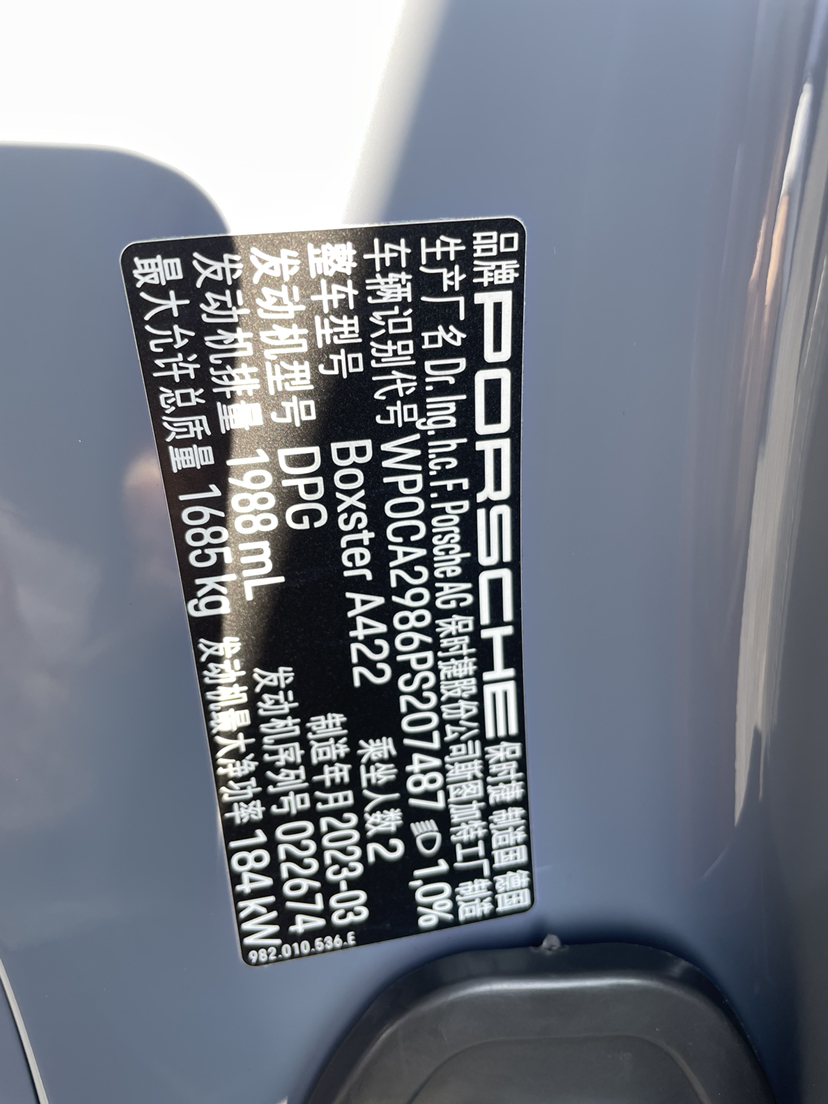 品牌 PORSCHE 保时捷 制造国 德国
生产厂名 Dr. Ing. h.c. F. Porsche AG 保时捷股份公司斯图加特工厂 制造
车辆识别代号 WP0CA2986PS207487 1,0%
整车型号 Boxster A422 乘坐人数 2
发动机型号 DPG 制造年月 2023-03
发动机排量 1988 mL 发动机序列号 022674
最大允许总质量 1685 kg 发动机最大净功率 184 kW
982.010.536.E